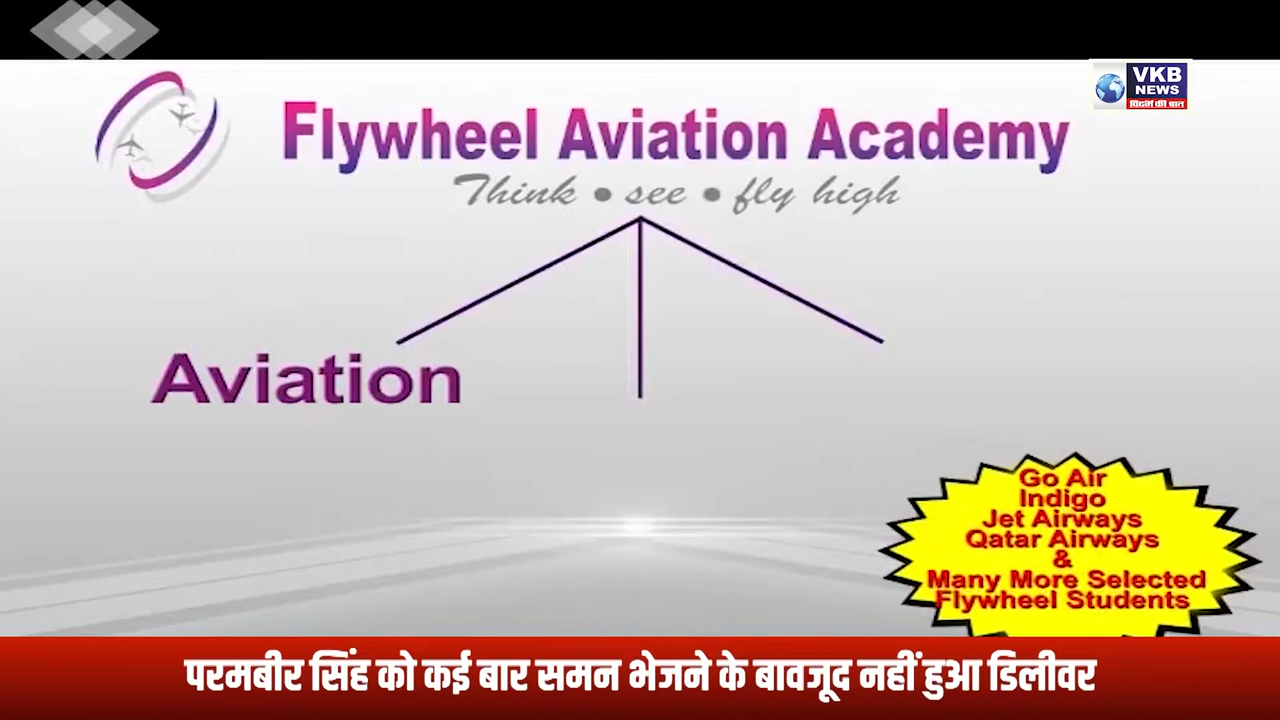 VKB
NEWS
विदर्भ की बात
Flywheel Aviation Academy
Think • see • fly high
Aviation
Go Air
Indigo
Jet Airways
Qatar Airways
&
Many More Selected
Flywheel Students
परमबीर सिंह को कई बार समन भेजने के बावजूद नहीं हुआ डिलीवर